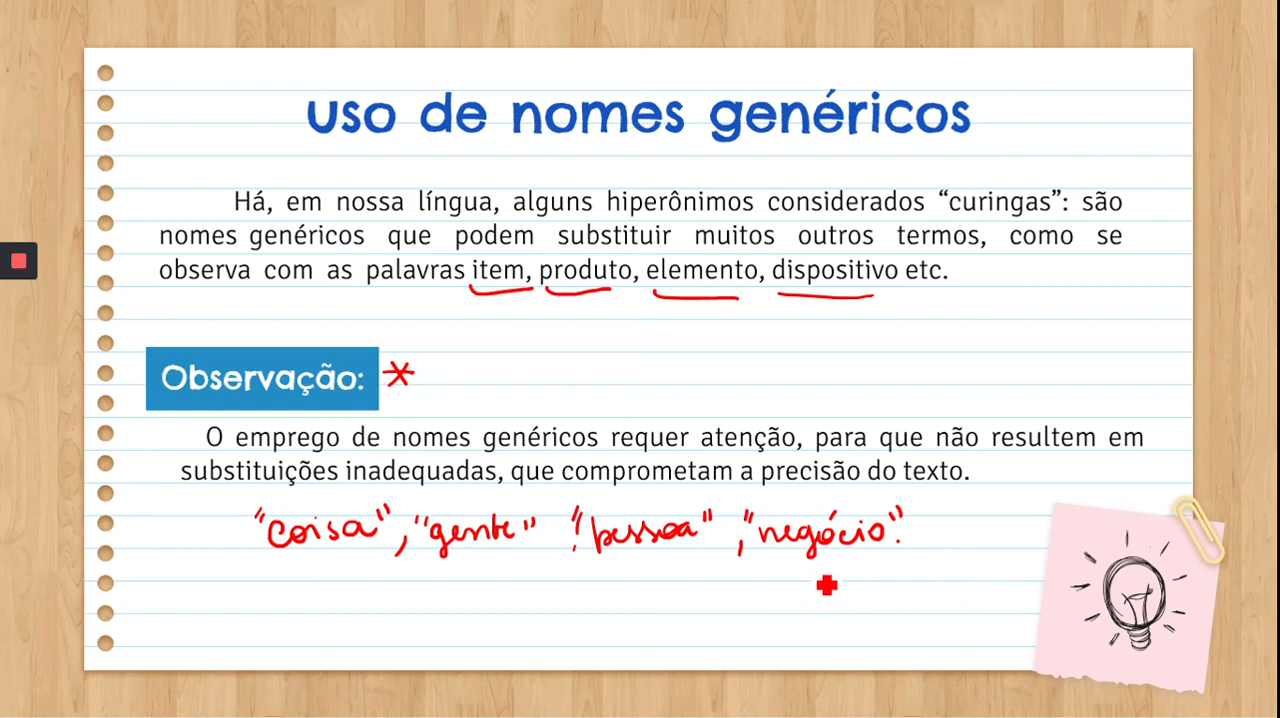 uso de nomes genéricos
Há, em nossa língua, alguns hiperônimos considerados “curingas”: são
nomes genéricos que podem substituir muitos outros termos, como se
observa com as palavras item, produto, elemento, dispositivo etc.
Observação: *
O emprego de nomes genéricos requer atenção, para que não resultem em
substituições inadequadas, que comprometam a precisão do texto.
"coisa", "gente", "pessoa", "negócio".